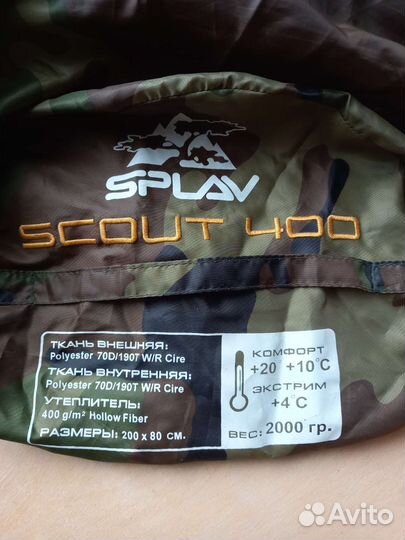 SPLAV
SCOUT 400
ТКАНЬ ВНЕШНЯЯ:
Polyester 70D/190T W/R Cire
ТКАНЬ ВНУТРЕННЯЯ:
Polyester 70D/190T W/R Cire
УТЕПЛИТЕЛЬ:
400 g/m² Hollow Fiber
РАЗМЕРЫ: 200 x 80 СМ.
КОМФОРТ
+20 +10°C
ЭКСТРИМ
+4°C
ВЕС: 2000 гр.
Avito